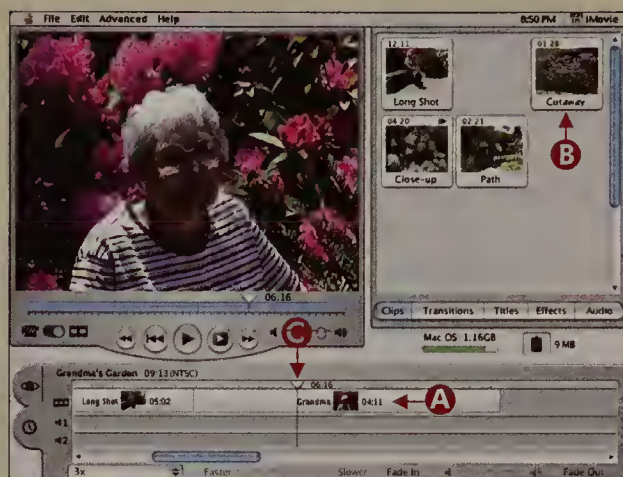 File Edit Advanced Help 8:50 PM iMovie
12.11
Long Shot
01:28
Cutaway
B
04:20
Close-up
02:21
Path
06.16
Clips Transitions Titles Effects Audio
Mac OS 1.16GB 9 MB
C
Grandma's Garden 09:13 (NTSC)
06:16
Long Shot 05:02 Grandma 04:11 A
1
2
3x Faster Slower Fade In Fade Out